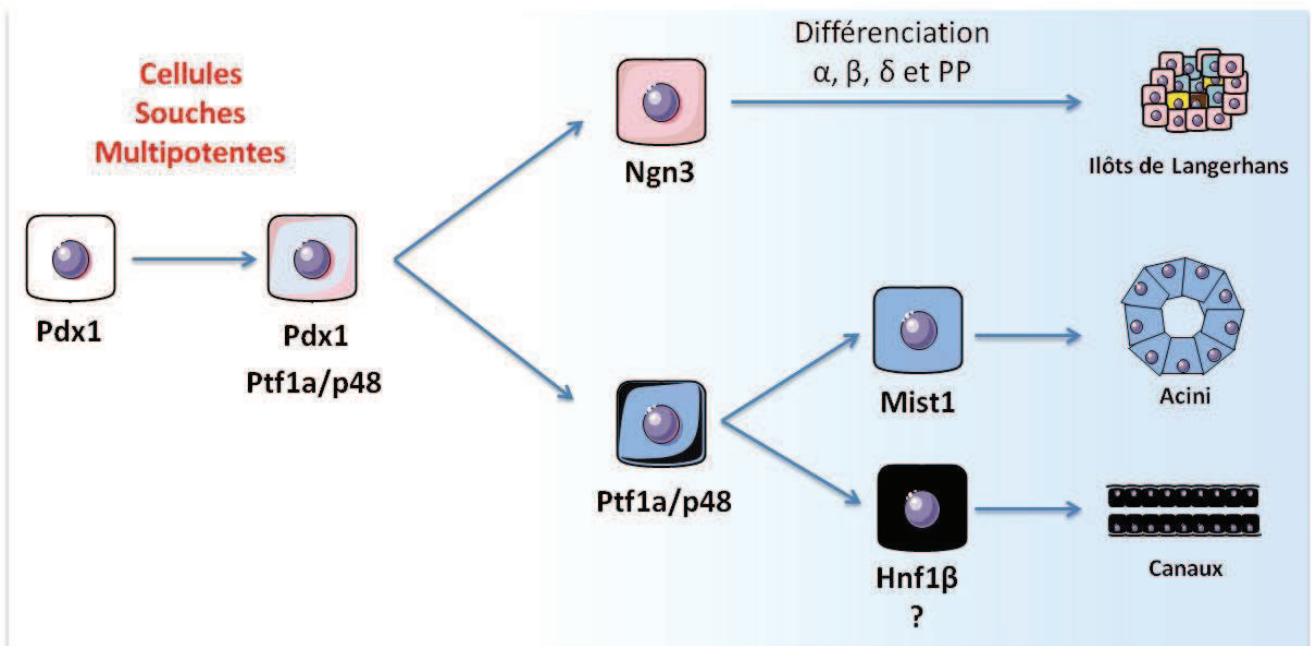 Cellules
Souches
Multipotentes
Pdx1
Pdx1
Ptf1a/p48
Ngn3
Différenciation
α, β, δ et PP
Ilôts de Langerhans
Ptf1a/p48
Mist1
Acini
Hnf1β
?
Canaux